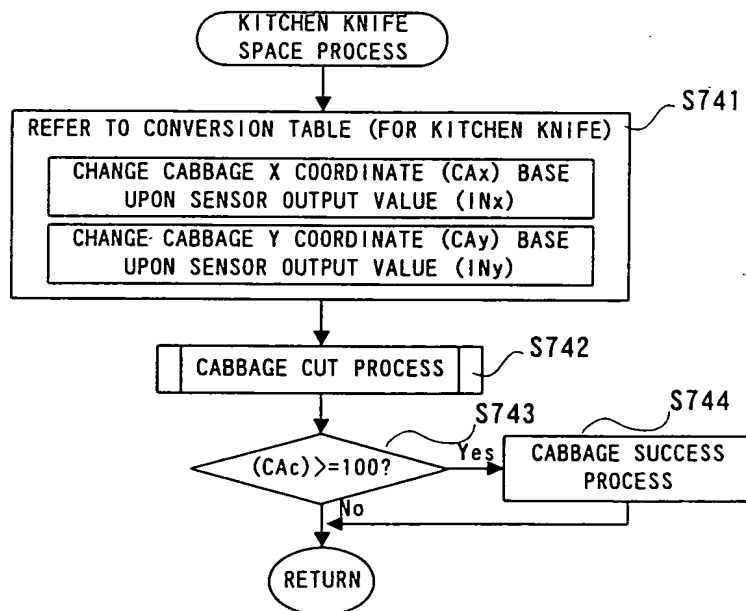 KITCHEN KNIFE
SPACE PROCESS
S741
REFER TO CONVERSION TABLE (FOR KITCHEN KNIFE)
CHANGE CABBAGE X COORDINATE (CAx) BASE
UPON SENSOR OUTPUT VALUE (INx)
CHANGE CABBAGE Y COORDINATE (CAy) BASE
UPON SENSOR OUTPUT VALUE (INy)
CABBAGE CUT PROCESS
S742
S743
(CAc)>=100?
Yes
S744
CABBAGE SUCCESS
PROCESS
No
RETURN